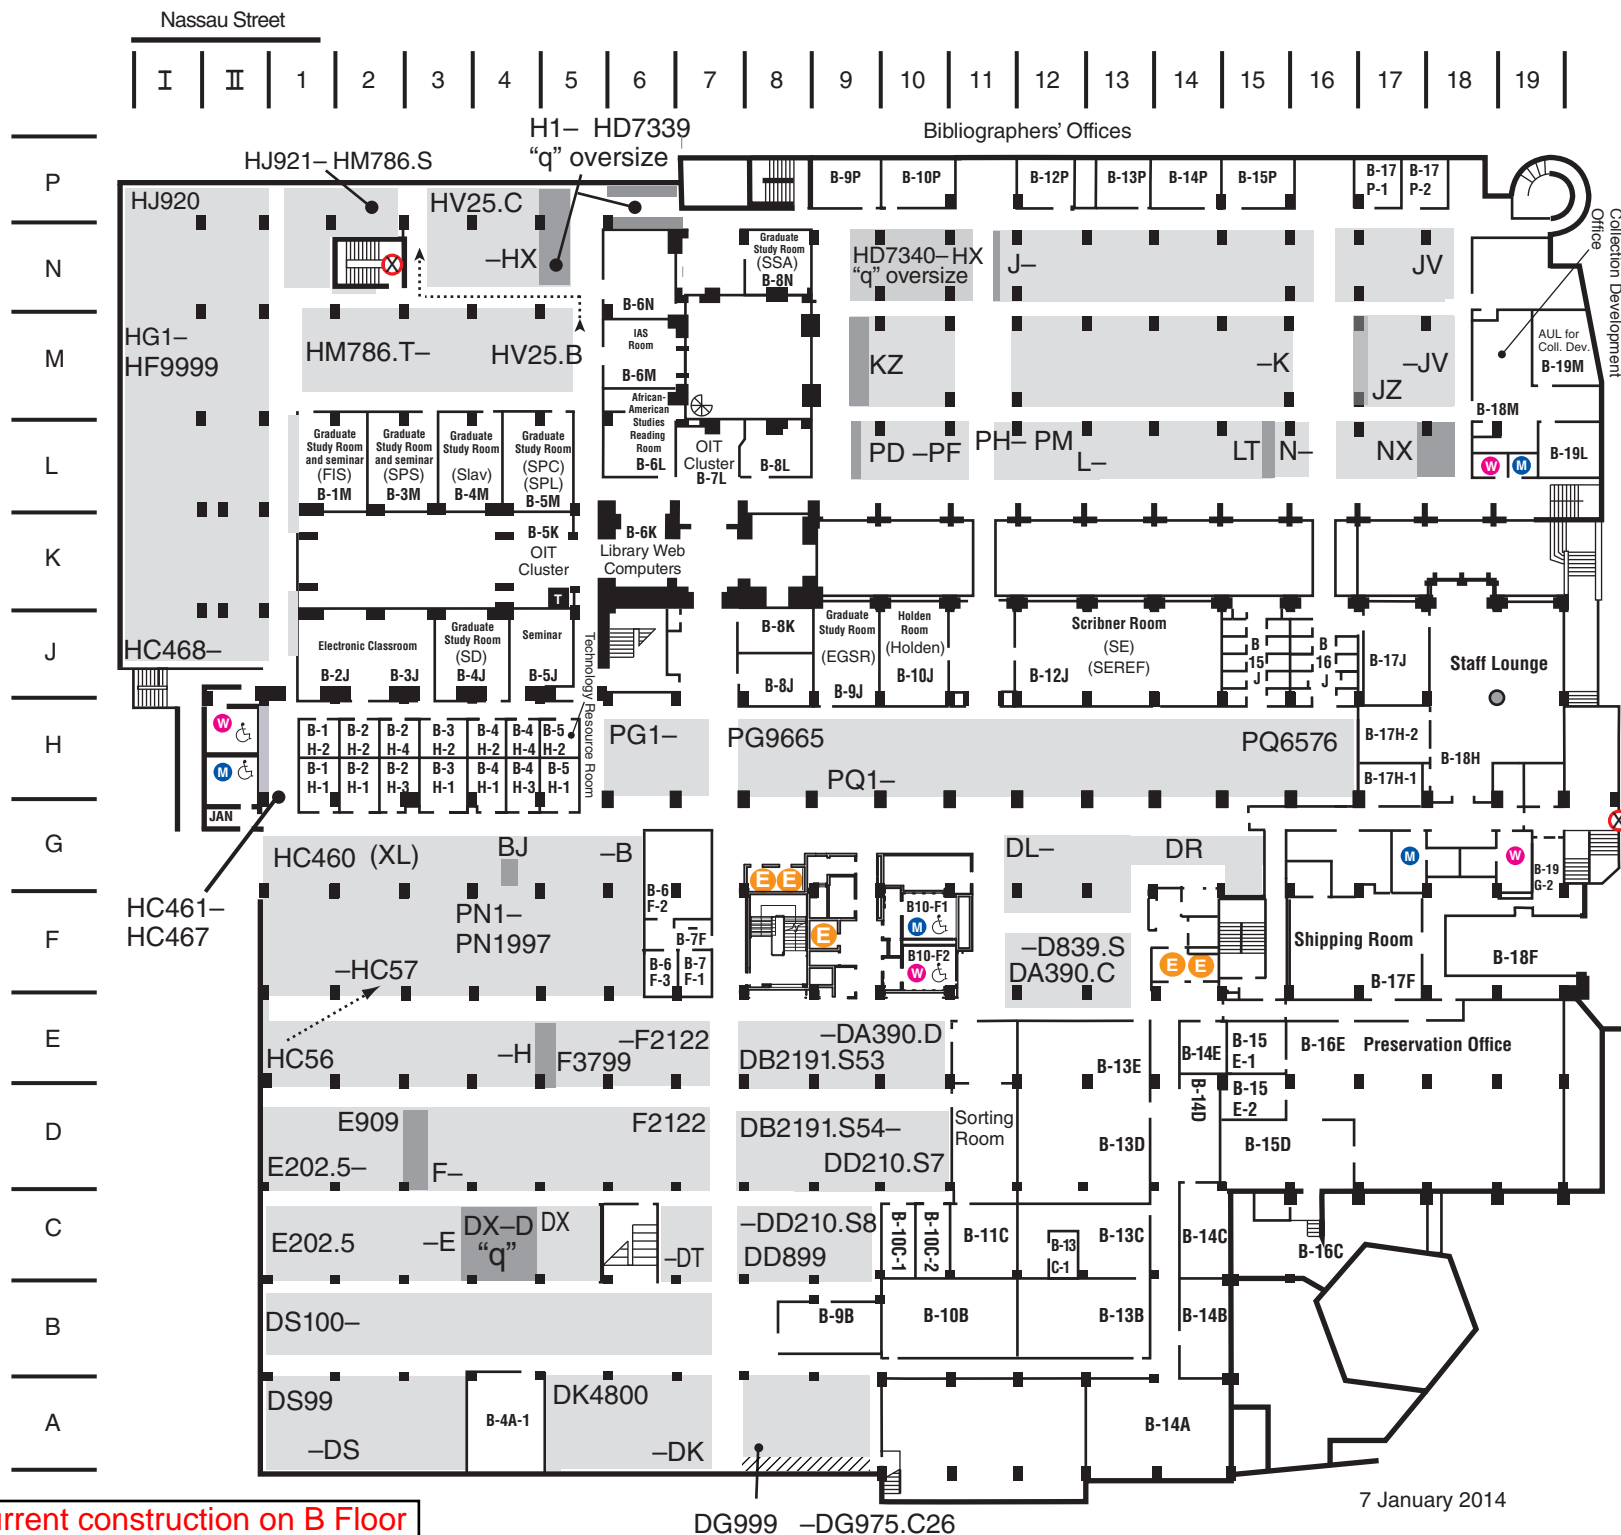 Nassau Street
I II 1 2 3 4 5 6 7 8 9 10 11 12 13 14 15 16 17 18 19
H1– HD7339
"q" oversize
Bibliographers' Offices
HJ921– HM786.S
P
HJ920
HV25.C
B-9P
B-10P
B-12P
B-13P
B-14P
B-15P
B-17
P-1
B-17
P-2
Collection Development
Office
N
–HX
X
B-6N
Graduate
Study Room
(SSA)
B-8N
HD7340–HX
"q" oversize
J–
JV
M
HG1–
HF9999
HM786.T–
HV25.B
IAS
Room
B-6M
KZ
–K
–JV
JZ
AUL for
Coll. Dev.
B-19M
B-18M
L
Graduate
Study Room
and seminar
(FIS)
B-1M
Graduate
Study Room
and seminar
(SPS)
B-3M
Graduate
Study Room
(Slav)
B-4M
Graduate
Study Room
(SPC)
(SPL)
B-5M
African-
American
Studies
Reading
Room
B-6L
OIT
Cluster
B-7L
B-8L
PD –PF
PH– PM
L–
LT
N–
NX
W
M
B-19L
K
B-5K
OIT
Cluster
T
B-6K
Library Web
Computers
J
HC468–
Electronic Classroom
B-2J
B-3J
Graduate
Study Room
(SD)
B-4J
Seminar
B-5J
Technology Resource Room
B-8K
B-8J
Graduate
Study Room
(EGSR)
B-9J
Holden
Room
(Holden)
B-10J
Scribner Room
(SE)
(SEREF)
B-12J
B
15
J
B
16
J
B-17J
Staff Lounge
H
W
M
JAN
B-1
H-2
B-2
H-2
B-2
H-4
B-3
H-2
B-4
H-2
B-4
H-4
B-5
H-2
B-1
H-1
B-2
H-1
B-2
H-3
B-3
H-1
B-4
H-1
B-4
H-3
B-5
H-1
PG1–
PG9665
PQ1–
PQ6576
B-17H-2
B-17H-1
B-18H
X
G
HC460 (XL)
BJ
–B
B-6
F-2
E E
DL–
DR
M
W
B-19
G-2
F
HC461–
HC467
PN1–
PN1997
–HC57
B-7F
B-6
F-3
B-7
F-1
E
B10-F1
M
B10-F2
W
–D839.S
DA390.C
E E
Shipping Room
B-17F
B-18F
E
HC56
–H
F3799
–F2122
–DA390.D
DB2191.S53
B-13E
B-14E
B-15
E-1
B-16E
Preservation Office
D
E909
E202.5–
F–
F2122
DB2191.S54–
DD210.S7
Sorting
Room
B-13D
B-14D
B-15
E-2
B-15D
C
E202.5
–E
DX–D
"q"
DX
–DT
–DD210.S8
DD899
B-10C-1
B-10C-2
B-11C
B-13
C-1
B-13C
B-14C
B-16C
B
DS100–
B-9B
B-10B
B-13B
B-14B
A
DS99
–DS
B-4A-1
DK4800
–DK
B-14A
7 January 2014
rrent construction on B Floor
DG999 –DG975.C26